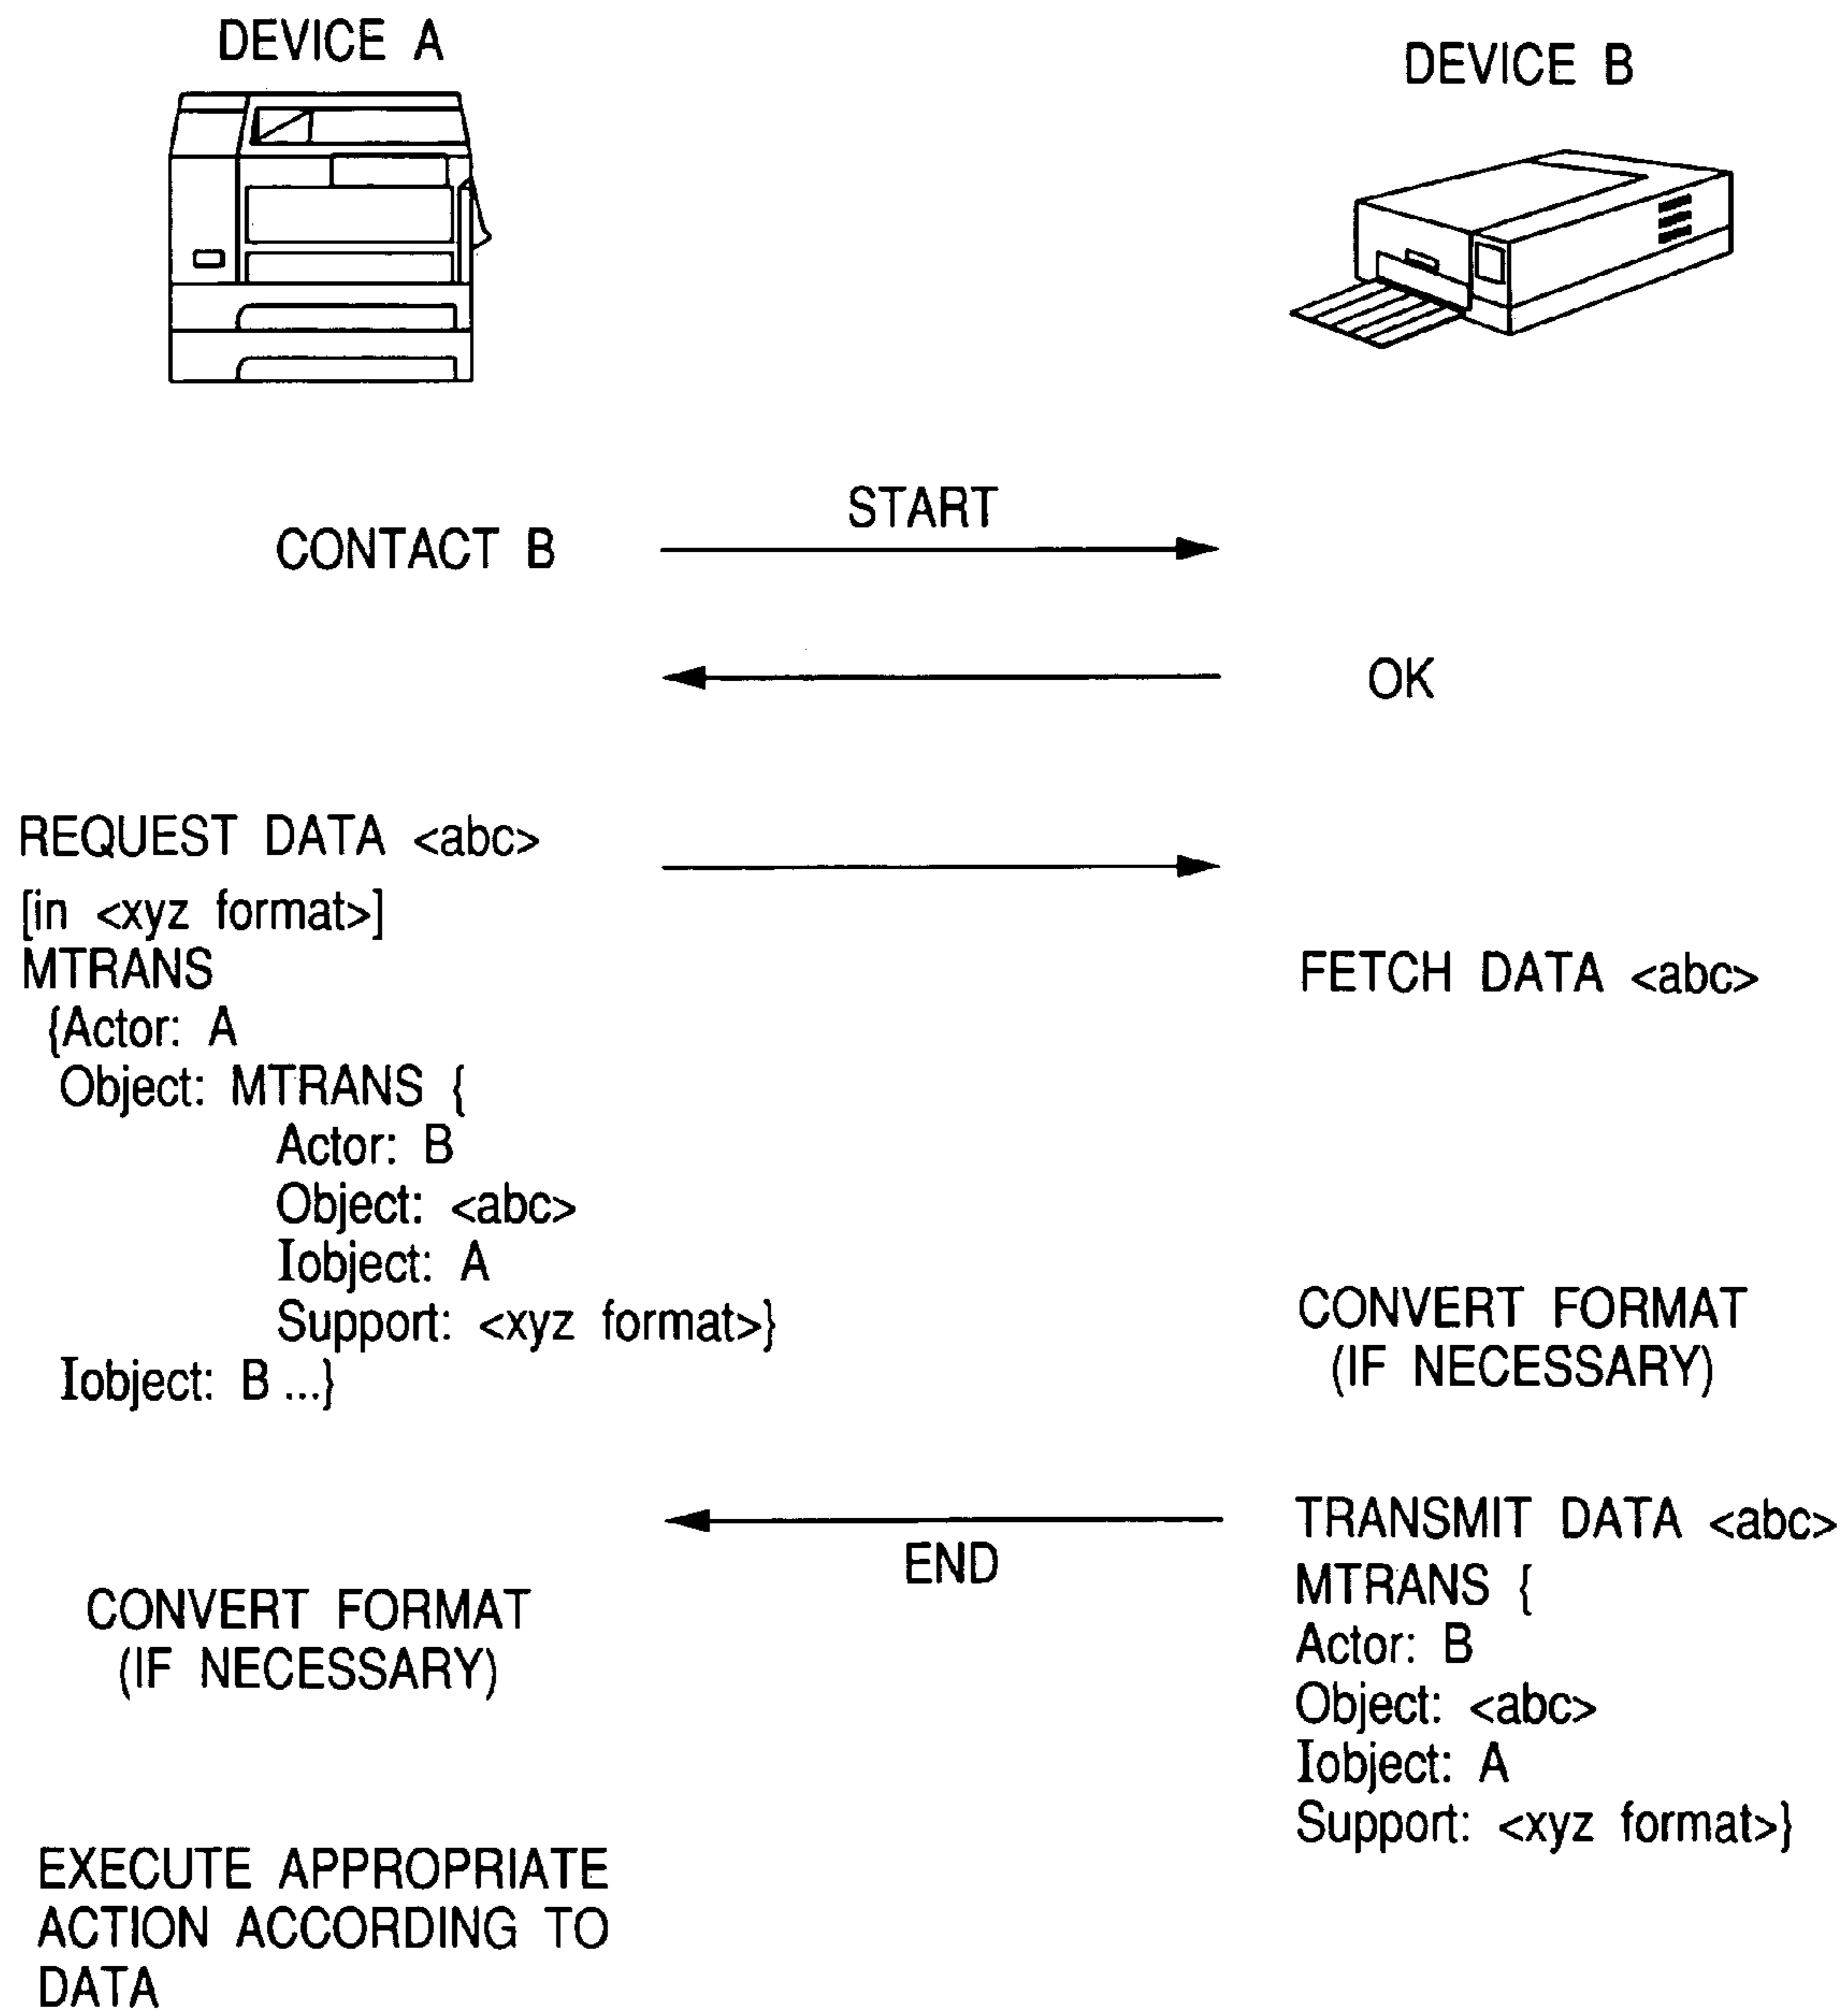 DEVICE A
DEVICE B
START
CONTACT B
OK
REQUEST DATA <abc>
[in <xyz format>]
MTRANS
{Actor: A
Object: MTRANS {
Actor: B
Object: <abc>
Iobject: A
Support: <xyz format>}
Iobject: B ...}
FETCH DATA <abc>
CONVERT FORMAT
(IF NECESSARY)
TRANSMIT DATA <abc>
END
MTRANS {
Actor: B
Object: <abc>
Iobject: A
Support: <xyz format>}
CONVERT FORMAT
(IF NECESSARY)
EXECUTE APPROPRIATE
ACTION ACCORDING TO
DATA